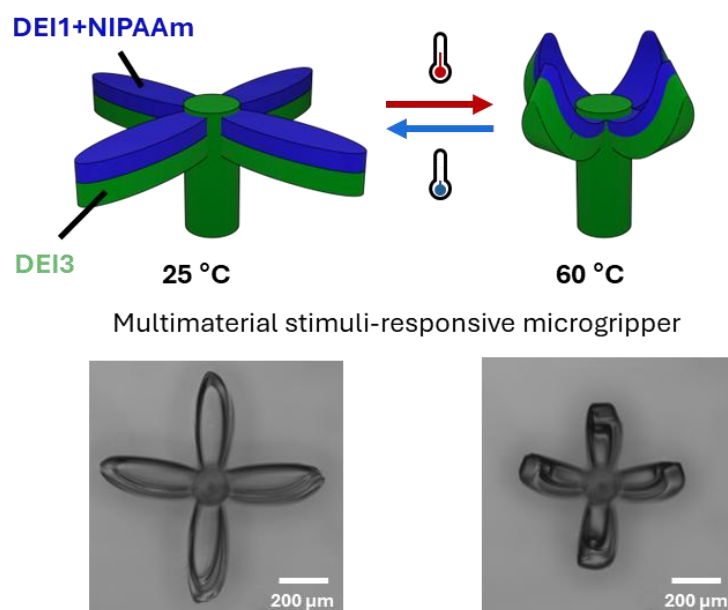 DEI1+NIPAAm
DEI3
25 °C
60 °C
Multimaterial stimuli-responsive microgripper
200 µm
200 µm